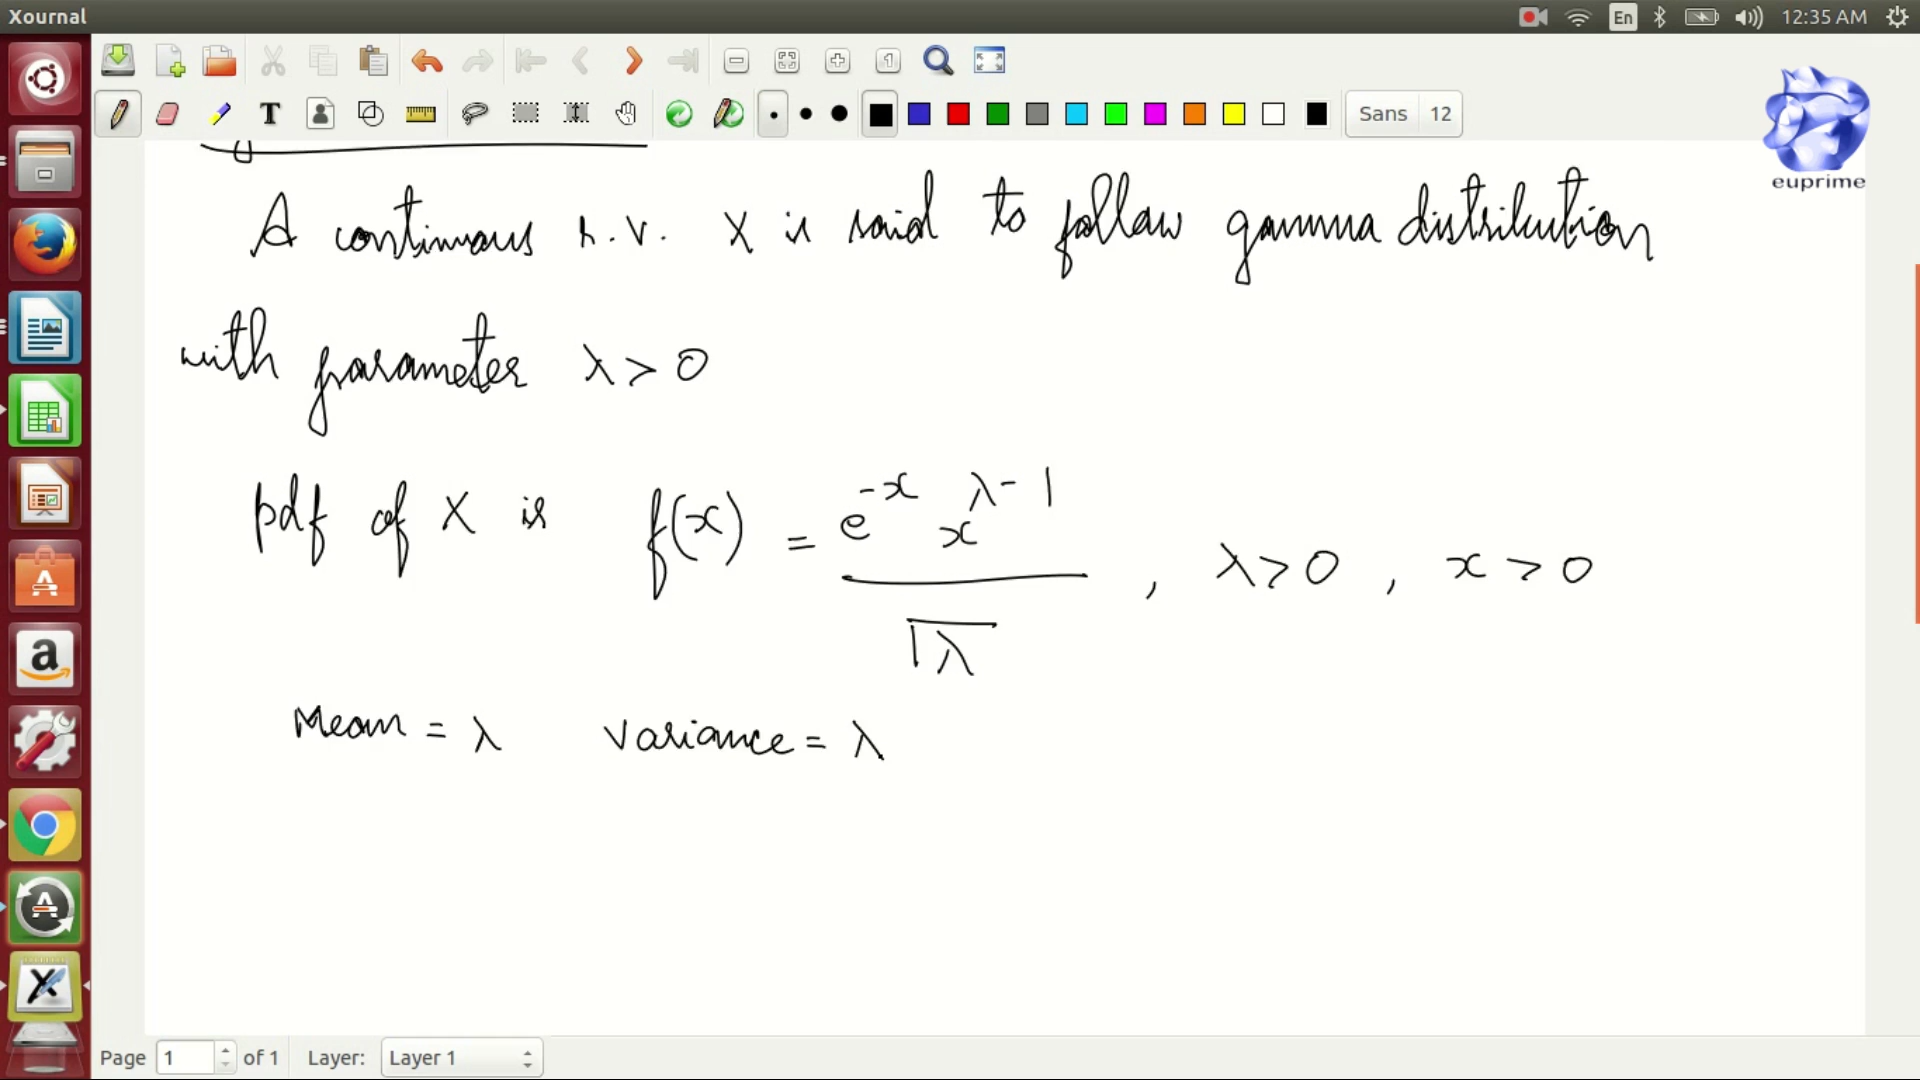 Xournal
En
12:35 AM
Sans 12
euprime
A continuous r.v. X is said to follow gamma distribution
with parameter λ > 0
pdf of X is f(x) = e^{-x} x^{λ-1} / Γλ , λ > 0 , x > 0
Mean = λ variance = λ
Page 1 of 1 Layer: Layer 1